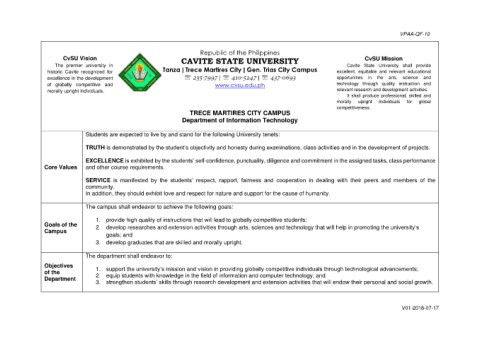 VPAA-QF-10
CvSU Vision
The premier university in
historic Cavite recognized for
excellence in the development
of globally competitive and
morally upright individuals.
Republic of the Philippines
CAVITE STATE UNIVERSITY
Tanza | Trece Martires City | Gen. Trias City Campus
☏ 235-7997 | ☏ 410-5247 | ☏ 437-0693
www.cvsu.edu.ph
CvSU Mission
Cavite State University shall provide
excellent, equitable and relevant educational
opportunities in the arts, science and
technology through quality instruction and
relevant research and development activities.
It shall produce professional, skilled and
morally upright individuals for global
competitiveness.
TRECE MARTIRES CITY CAMPUS
Department of Information Technology
Core Values
Students are expected to live by and stand for the following University tenets:
TRUTH is demonstrated by the student's objectivity and honesty during examinations, class activities and in the development of projects.
EXCELLENCE is exhibited by the students' self-confidence, punctuality, diligence and commitment in the assigned tasks, class performance
and other course requirements.
SERVICE is manifested by the students' respect, rapport, fairness and cooperation in dealing with their peers and members of the
community.
In addition, they should exhibit love and respect for nature and support for the cause of humanity.
Goals of the
Campus
The campus shall endeavor to achieve the following goals:
1. provide high quality of instructions that will lead to globally competitive students;
2. develop researches and extension activities through arts, sciences and technology that will help in promoting the university's
goals; and
3. develop graduates that are skilled and morally upright.
Objectives
of the
Department
The department shall endeavor to:
1. support the university's mission and vision in providing globally competitive individuals through technological advancements;
2. equip students with knowledge in the field of information and computer technology; and
3. strengthen students' skills through research development and extension activities that will endow their personal and social growth.
V01-2018-07-17